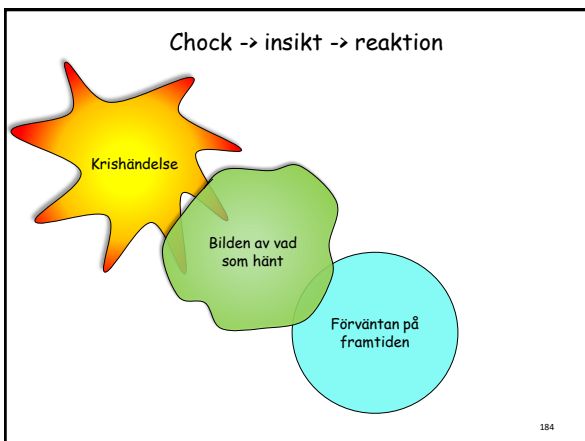 Chock -> insikt -> reaktion
Krishändelse
Bilden av vad
som hänt
Förväntan på
framtiden
184